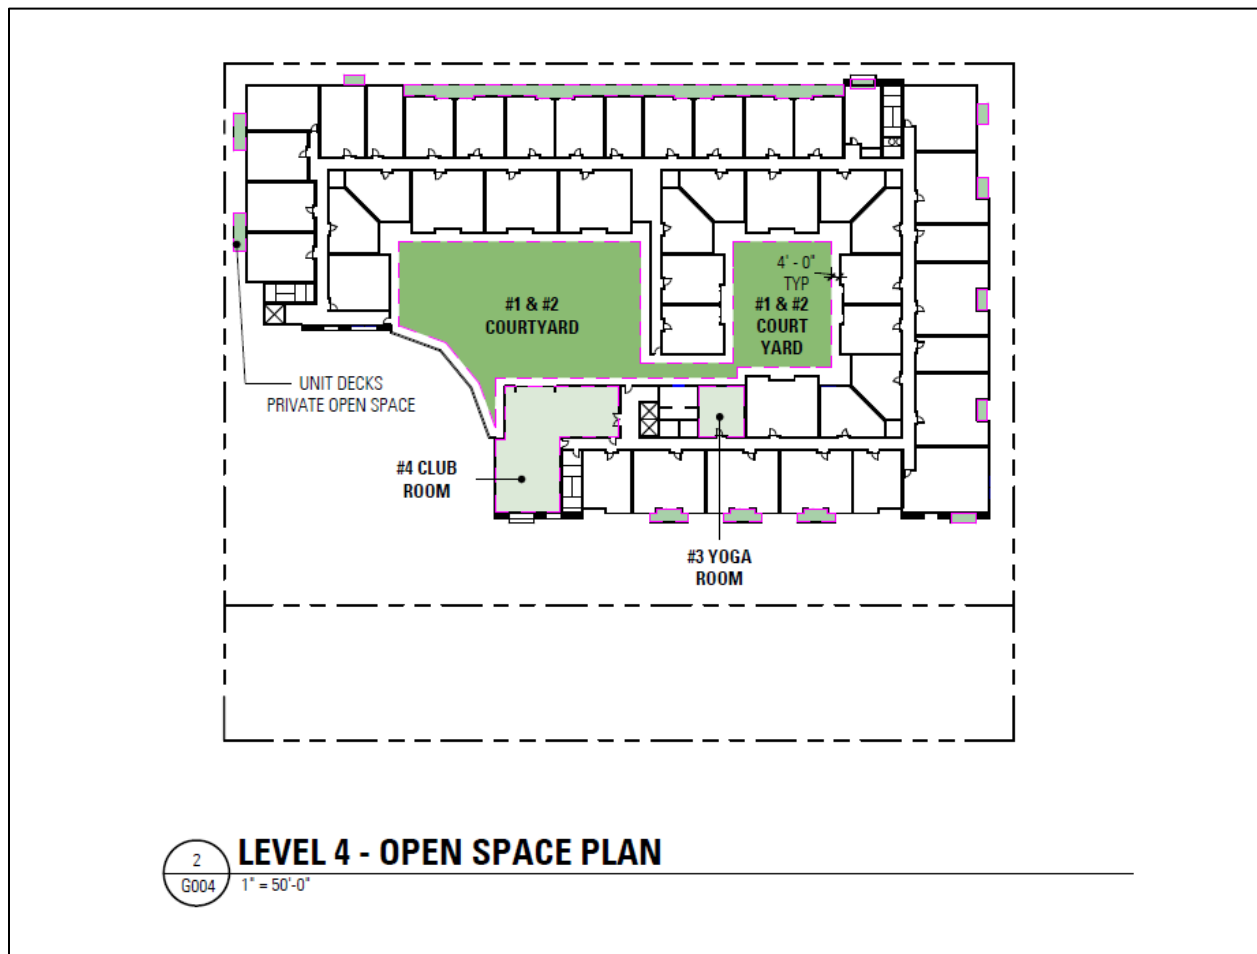 4' - 0"
TYP
#1 & #2
COURTYARD
#1 & #2
COURT
YARD
UNIT DECKS
PRIVATE OPEN SPACE
#4 CLUB
ROOM
#3 YOGA
ROOM
2
G004
LEVEL 4 - OPEN SPACE PLAN
1" = 50'-0"